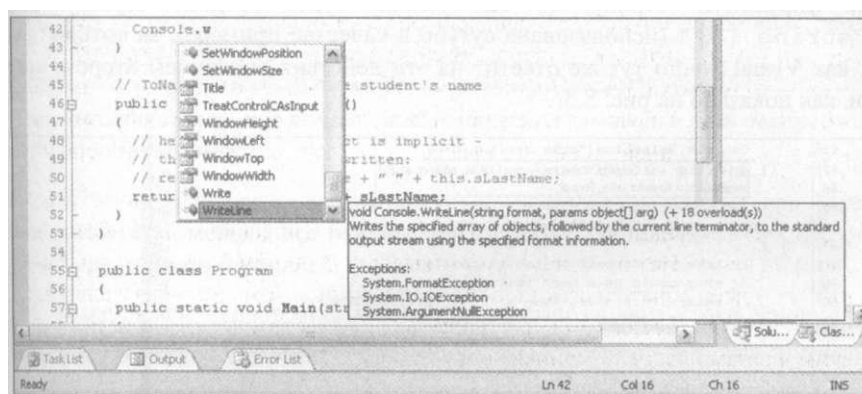 42 Console.w
43 }
44
45 // ToNa e student's name
46 public ()
47 {
48 // ha ct is implicit -
49 // th written:
50 // re e + " " + this.sLastName;
51 retur + sLastName;
52 }
53 }
54
55 public class Program
56 {
57 public static void Main(str
SetWindowPosition
SetWindowSize
Title
TreatControlCAsInput
WindowHeight
WindowLeft
WindowTop
WindowWidth
Write
WriteLine
void Console.WriteLine(string format, params object[] arg) (+ 18 overload(s))
Writes the specified array of objects, followed by the current line terminator, to the standard
output stream using the specified format information.
Exceptions:
System.FormatException
System.IO.IOException
System.ArgumentNullException
Solu... Clas...
Task List Output Error List
Ready Ln 42 Col 16 Ch 16 INS